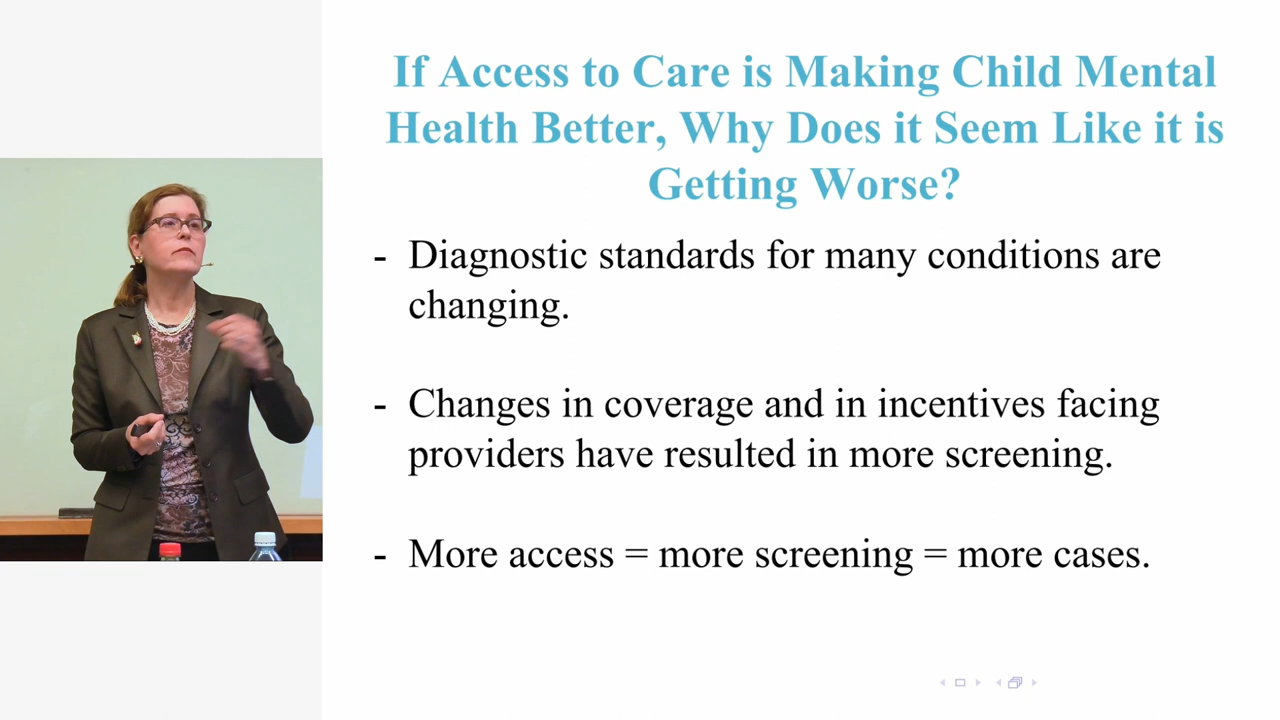 If Access to Care is Making Child Mental
Health Better, Why Does it Seem Like it is
Getting Worse?
- Diagnostic standards for many conditions are
changing.
- Changes in coverage and in incentives facing
providers have resulted in more screening.
- More access = more screening = more cases.